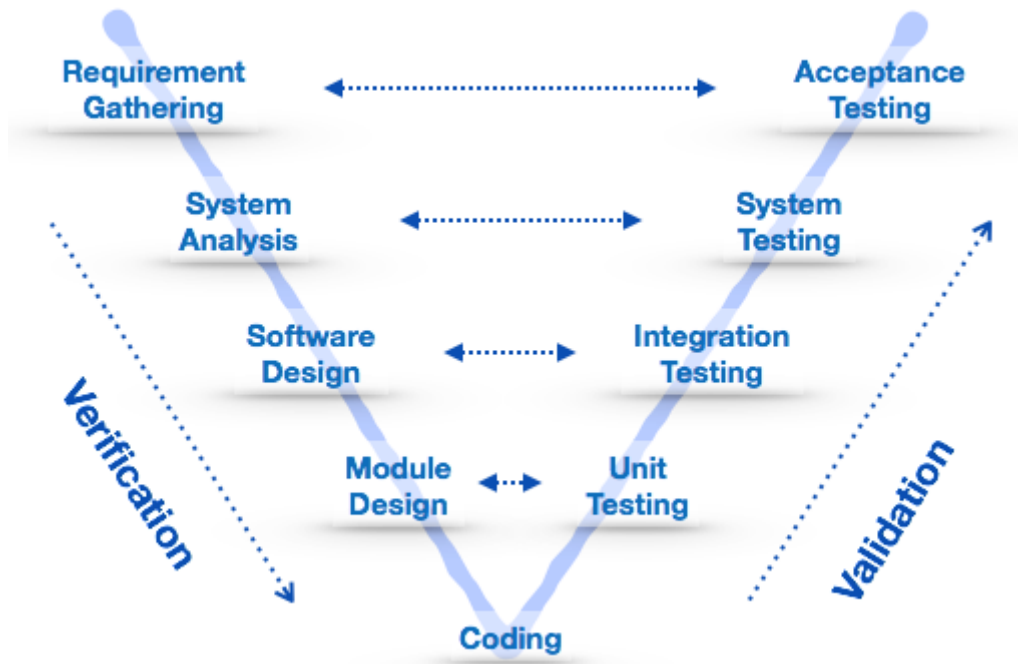 Requirement
Gathering
Acceptance
Testing
System
Analysis
System
Testing
Software
Design
Integration
Testing
Module
Design
Unit
Testing
Verification
Validation
Coding